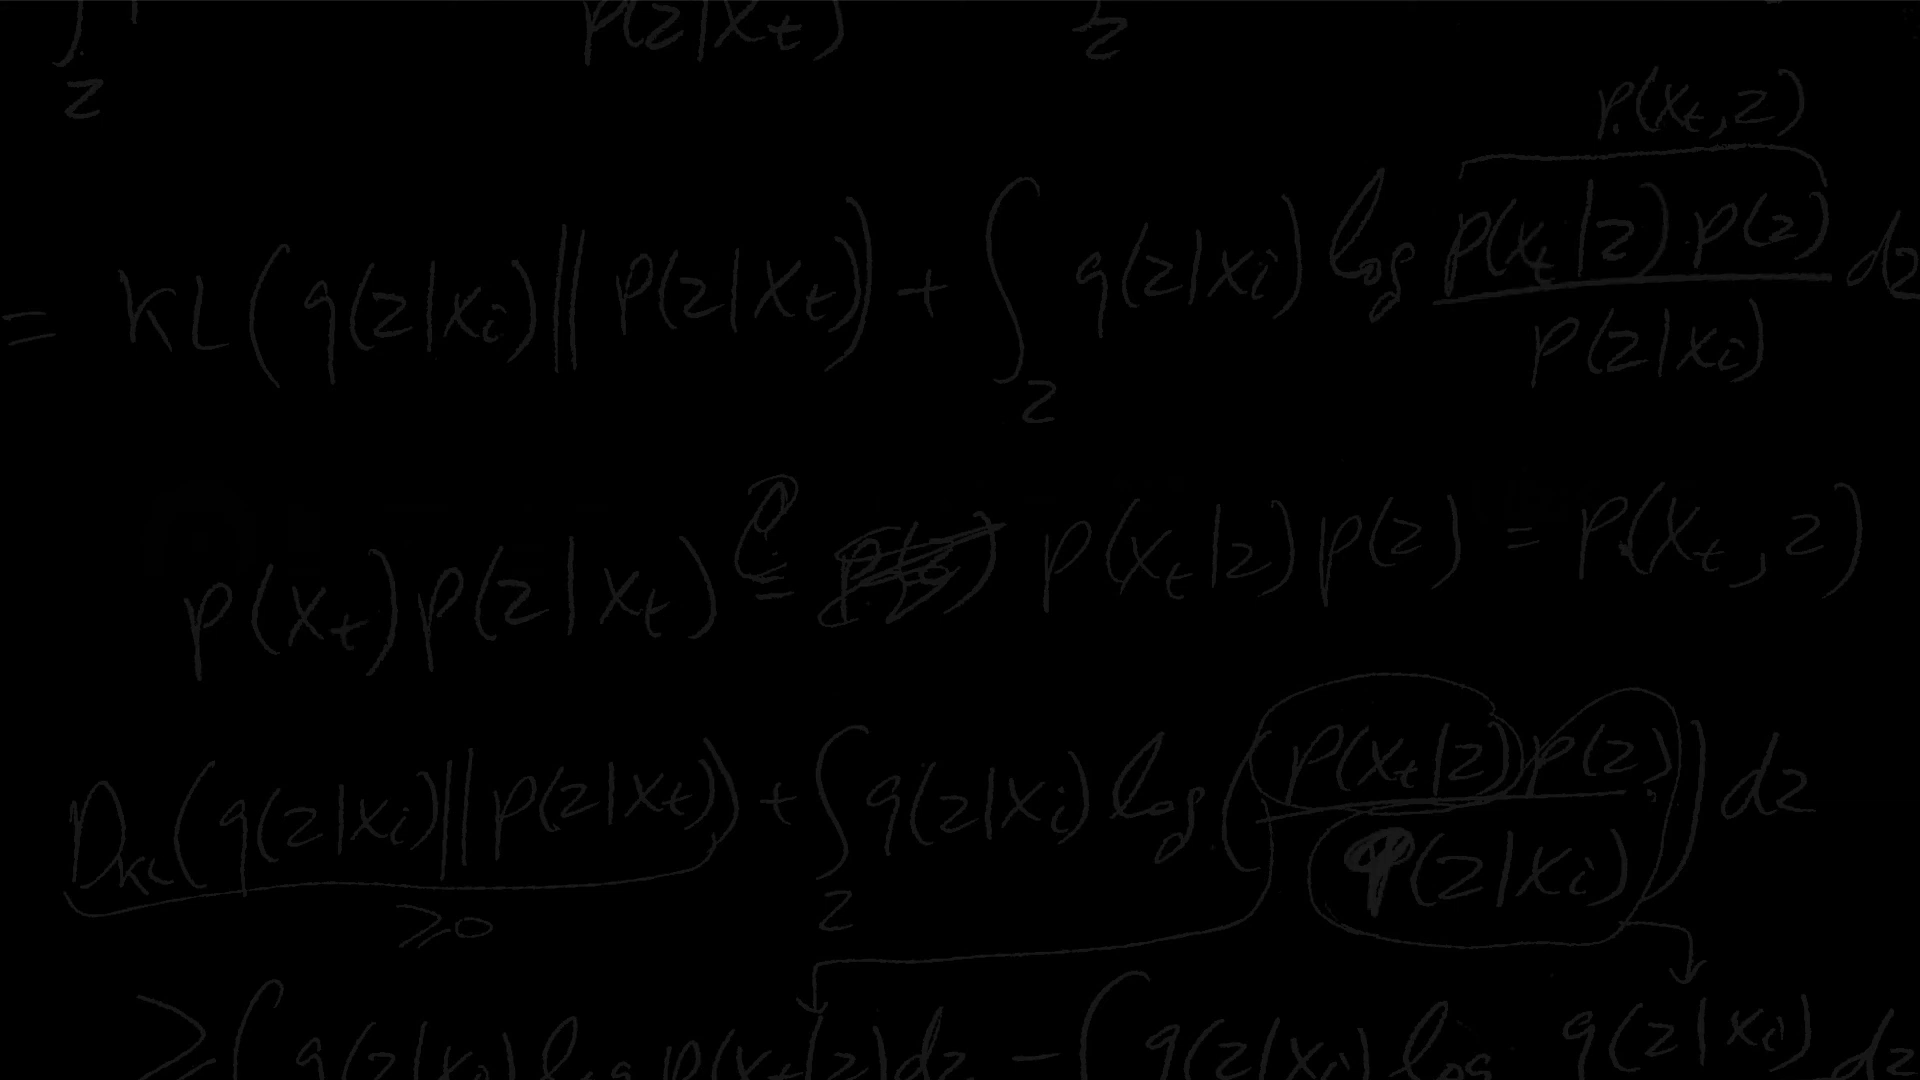 ∫_z p(z|x_t) z
p(x_t, z)
= KL(q(z|x_i) || p(z|x_t)) + ∫_z q(z|x_i) log p(x_t|z) p(z) / p(z|x_i) dz
p(x_t) p(z|x_t) = p(x_t|z) p(z) = p(x_t, z)
D_KL(q(z|x_i) || p(z|x_t)) + ∫_z q(z|x_i) log (p(x_t|z) p(z) / q(z|x_i)) dz
≥0
≥ ∫ q(z|x_i) log p(x_t|z) dz - ∫ q(z|x_i) log q(z|x_i) dz